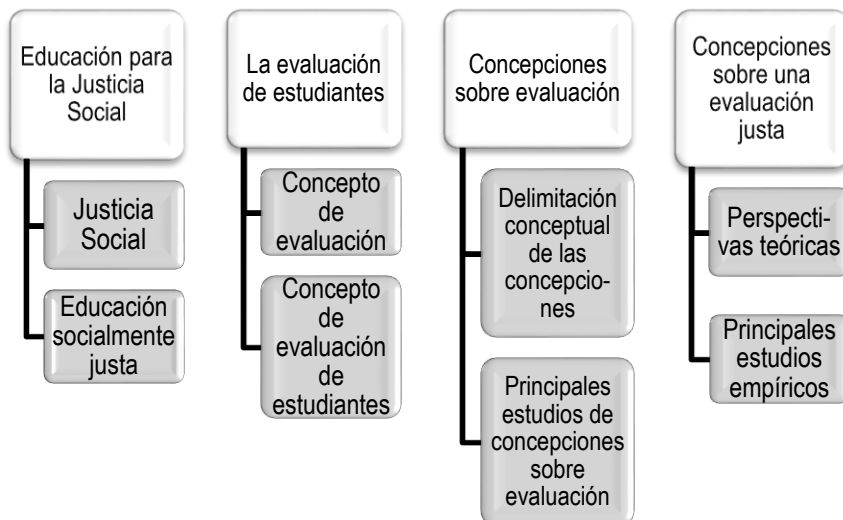 Educación para
la Justicia
Social
Justicia
Social
Educación
socialmente
justa
La evaluación
de estudiantes
Concepto
de
evaluación
Concepto
de
evaluación
de
estudiantes
Concepciones
sobre evaluación
Delimitación
conceptual
de las
concepcio-
nes
Principales
estudios de
concepciones
sobre
evaluación
Concepciones
sobre una
evaluación
justa
Perspecti-
vas teóricas
Principales
estudios
empíricos